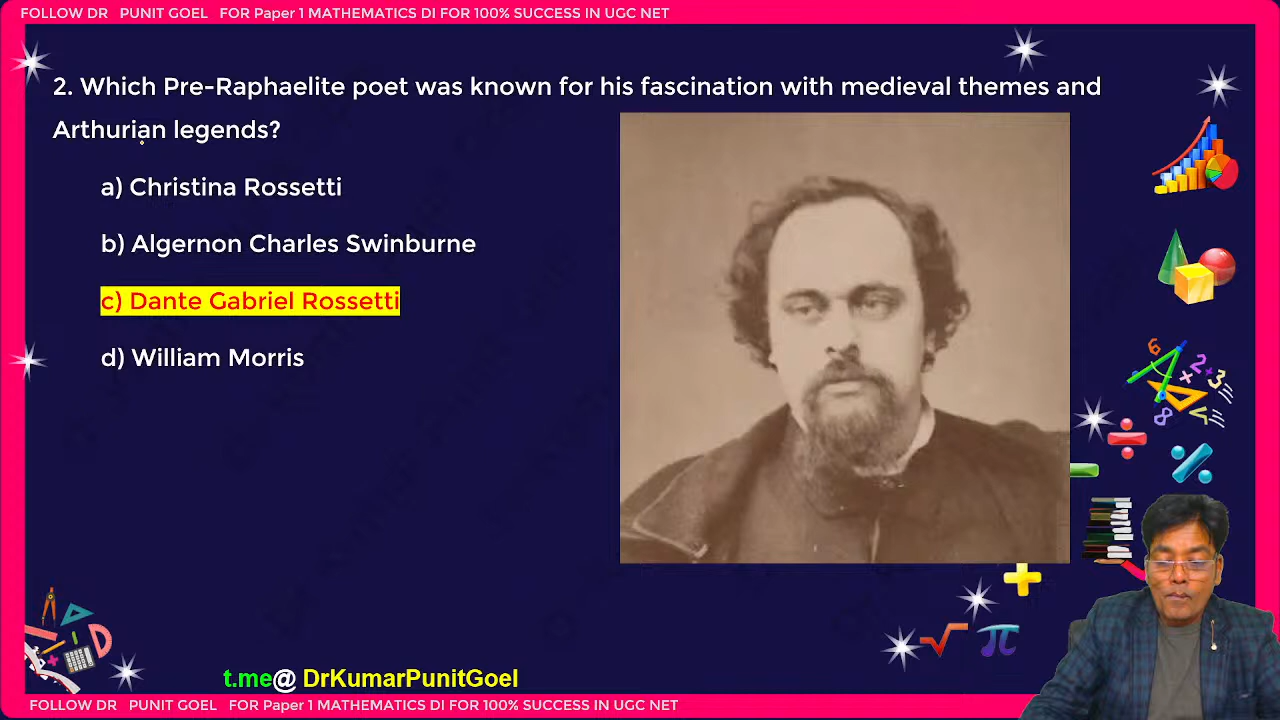 FOLLOW DR PUNIT GOEL FOR Paper 1 MATHEMATICS DI FOR 100% SUCCESS IN UGC NET
2. Which Pre-Raphaelite poet was known for his fascination with medieval themes and
Arthurian legends?
a) Christina Rossetti
b) Algernon Charles Swinburne
c) Dante Gabriel Rossetti
d) William Morris
t.me@ DrKumarPunitGoel
FOLLOW DR PUNIT GOEL FOR Paper 1 MATHEMATICS DI FOR 100% SUCCESS IN UGC NET